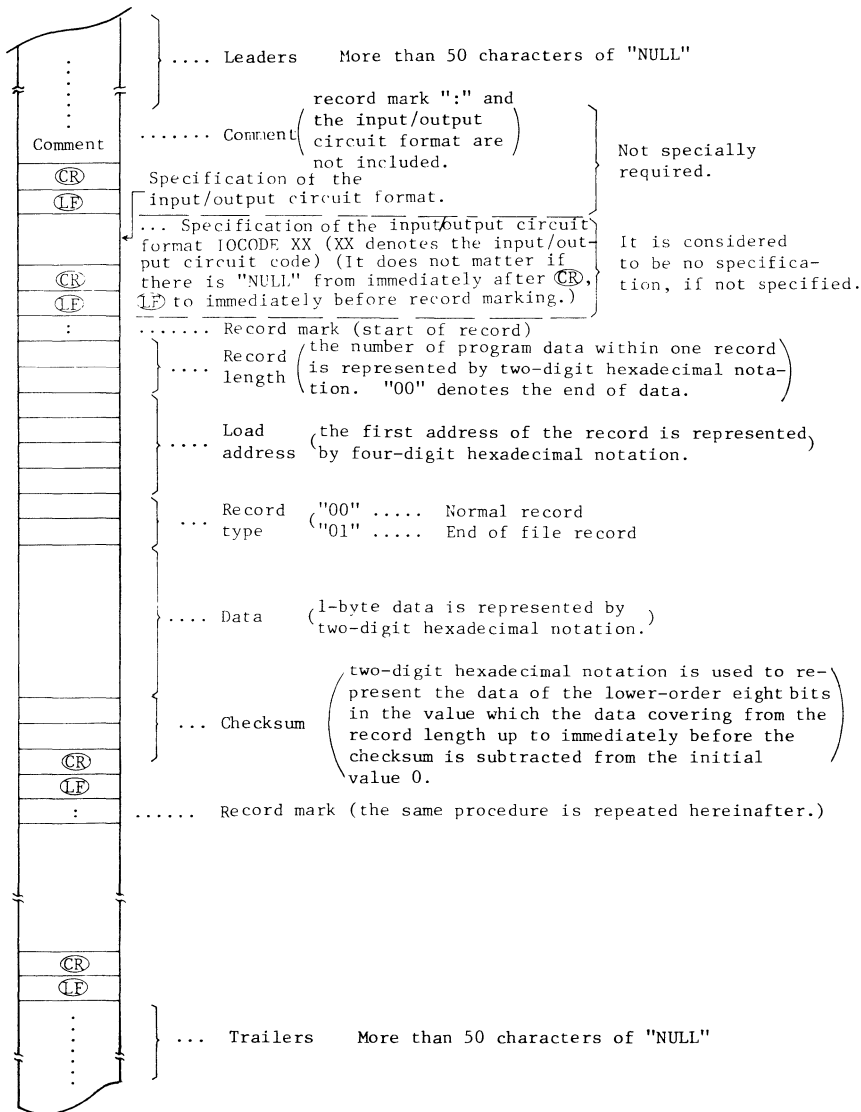 .... Leaders More than 50 characters of "NULL"
Comment
....... Comment (record mark ":" and
the input/output
circuit format are
not included.)
Not specially
required.
CR
LF
Specification of the
input/output circuit format.
... Specification of the input/output circuit
format IOCODE XX (XX denotes the input/out-
put circuit code) (It does not matter if
there is "NULL" from immediately after CR,
LF to immediately before record marking.)
It is considered
to be no specifica-
tion, if not specified.
CR
LF
: ....... Record mark (start of record)
.... Record length (the number of program data within one record
is represented by two-digit hexadecimal nota-
tion. "00" denotes the end of data.)
.... Load address (the first address of the record is represented
by four-digit hexadecimal notation.)
... Record type ("00" ..... Normal record
"01" ..... End of file record
.... Data (1-byte data is represented by
two-digit hexadecimal notation.)
... Checksum (two-digit hexadecimal notation is used to re-
present the data of the lower-order eight bits
in the value which the data covering from the
record length up to immediately before the
checksum is subtracted from the initial
value 0.)
CR
LF
: ...... Record mark (the same procedure is repeated hereinafter.)
CR
LF
... Trailers More than 50 characters of "NULL"